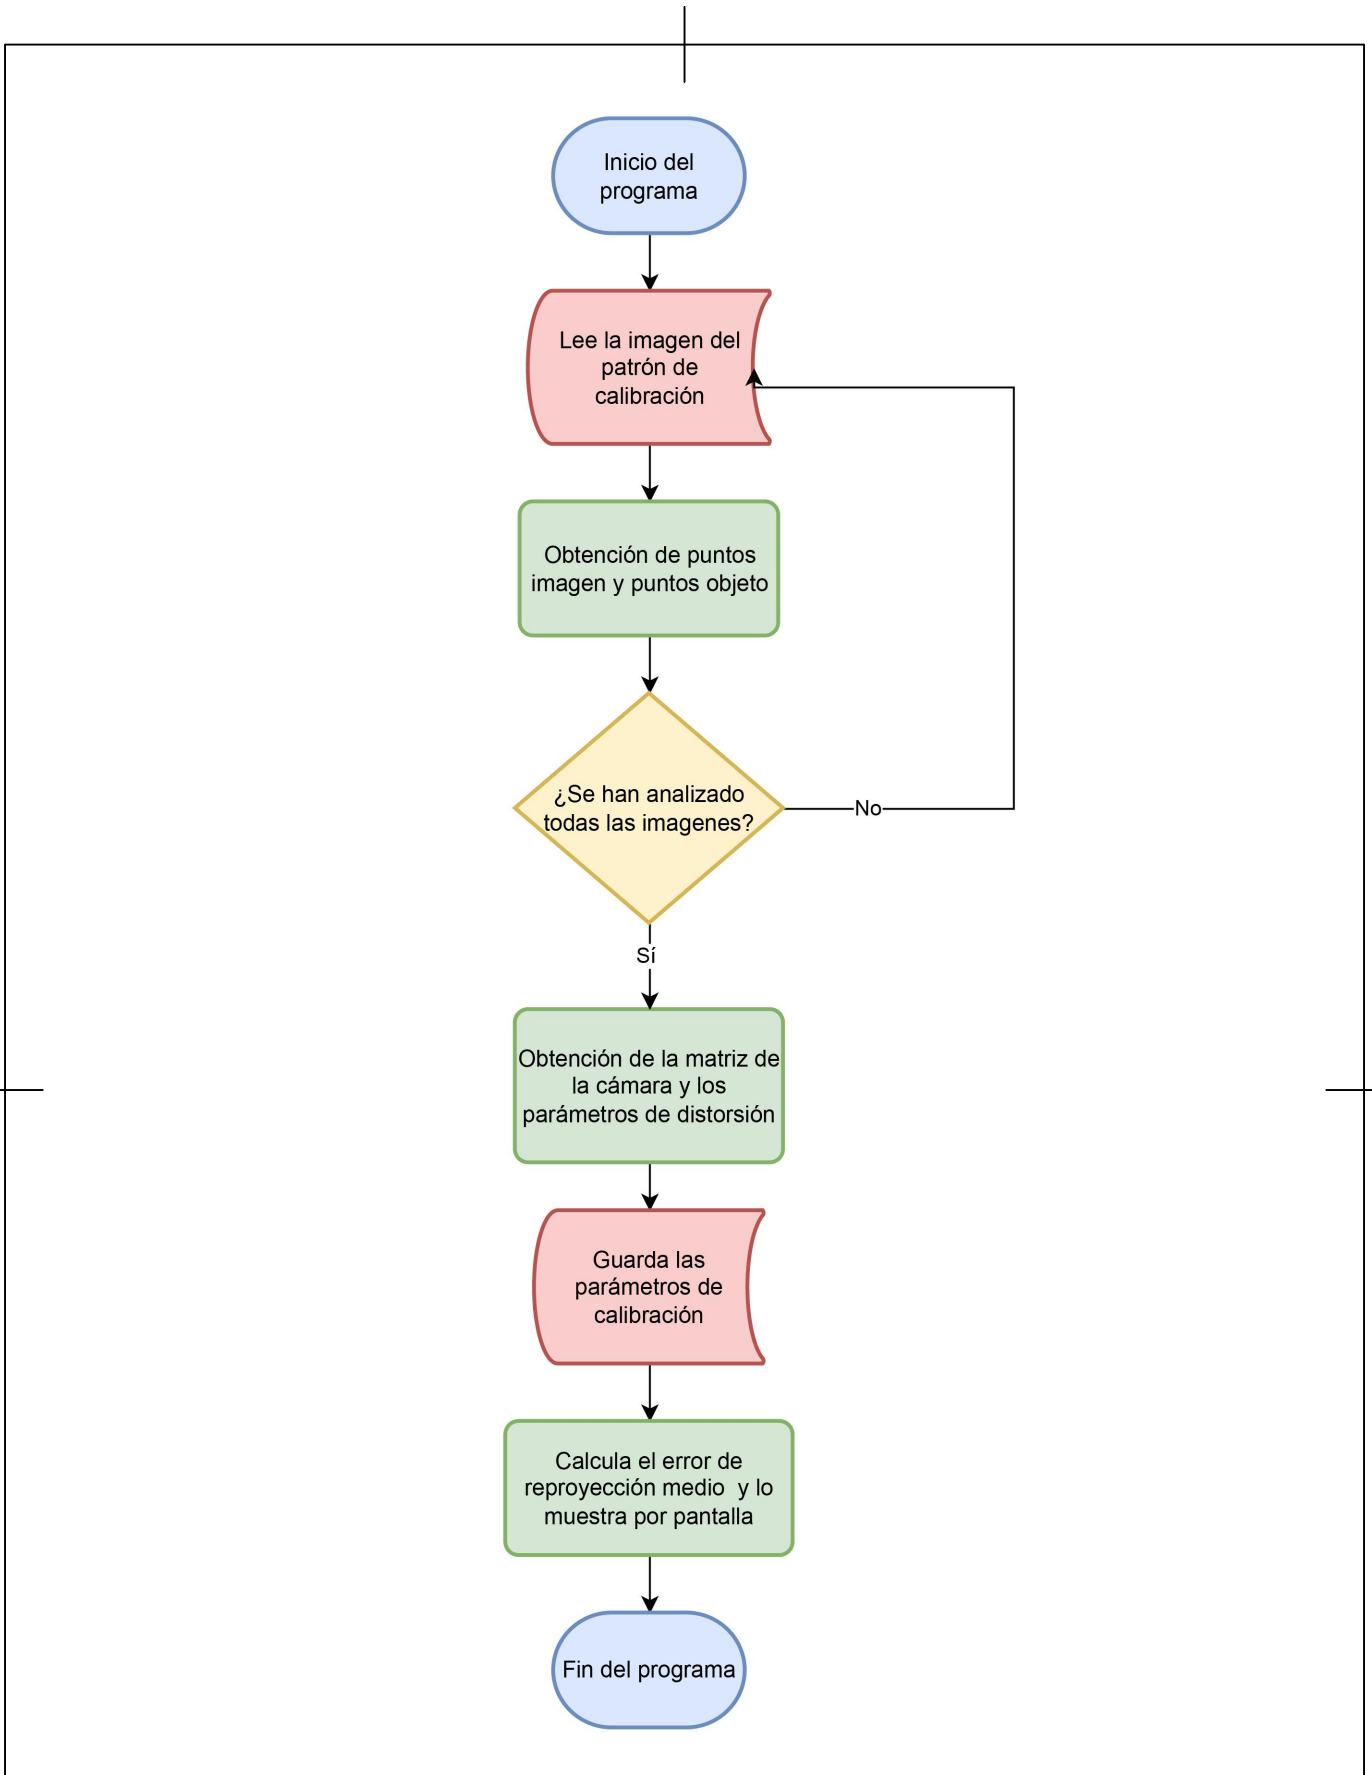 Inicio del
programa
Lee la imagen del
patrón de
calibración
Obtención de puntos
imagen y puntos objeto
¿Se han analizado
todas las imagenes?
No
Sí
Obtención de la matriz de
la cámara y los
parámetros de distorsión
Guarda las
parámetros de
calibración
Calcula el error de
reproyección medio  y lo
muestra por pantalla
Fin del programa